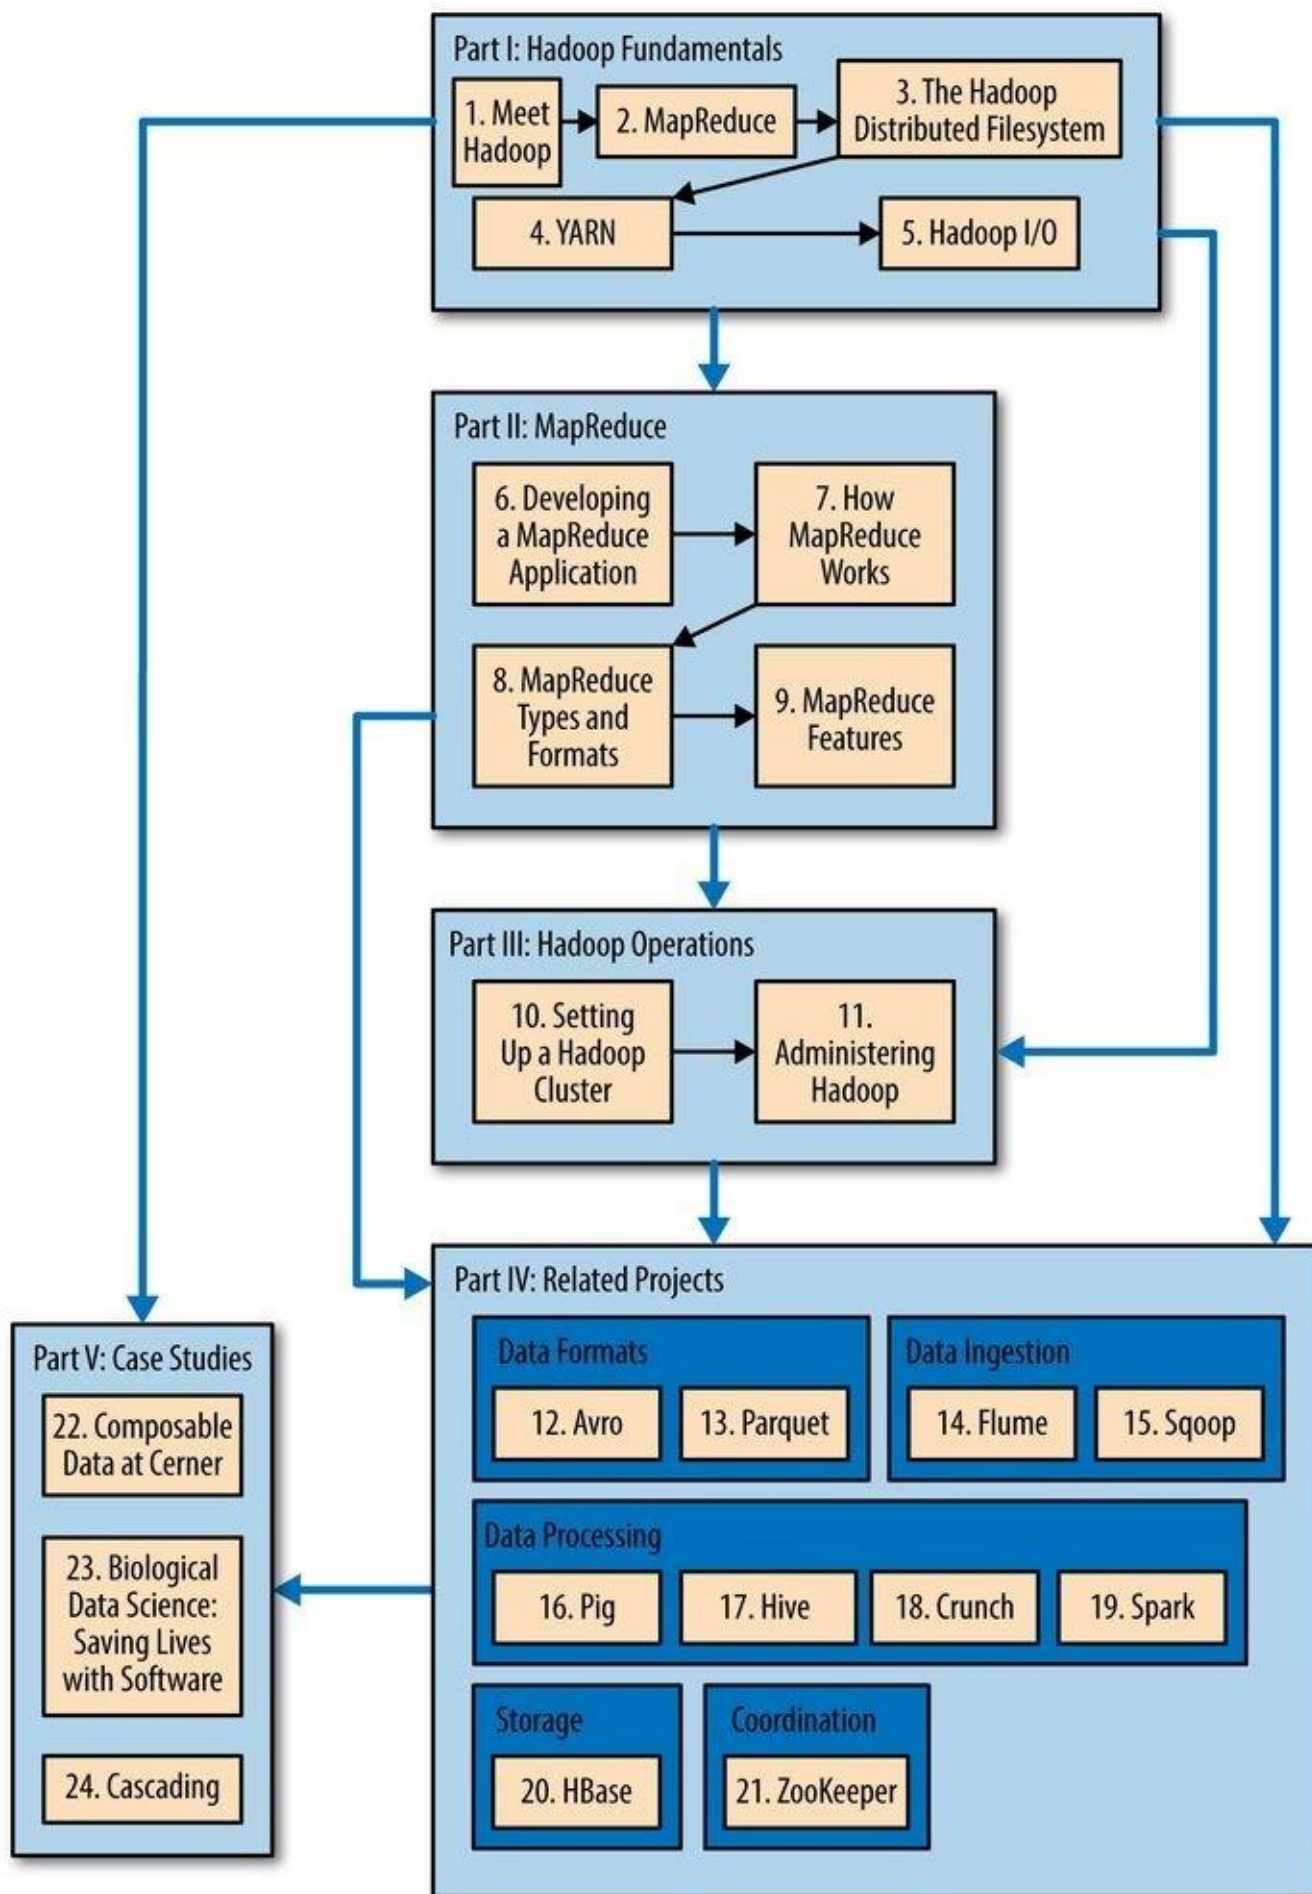 Part I: Hadoop Fundamentals
1. Meet
Hadoop
2. MapReduce
3. The Hadoop
Distributed Filesystem
4. YARN
5. Hadoop I/O
Part II: MapReduce
6. Developing
a MapReduce
Application
7. How
MapReduce
Works
8. MapReduce
Types and
Formats
9. MapReduce
Features
Part III: Hadoop Operations
10. Setting
Up a Hadoop
Cluster
11.
Administering
Hadoop
Part IV: Related Projects
Data Formats
12. Avro
13. Parquet
Data Ingestion
14. Flume
15. Sqoop
Data Processing
16. Pig
17. Hive
18. Crunch
19. Spark
Storage
20. HBase
Coordination
21. ZooKeeper
Part V: Case Studies
22. Composable
Data at Cerner
23. Biological
Data Science:
Saving Lives
with Software
24. Cascading